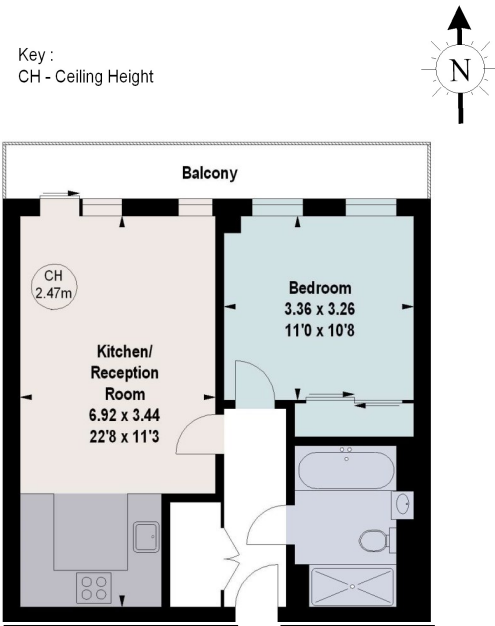 Key :
CH - Ceiling Height
N
Balcony
CH
2.47m
Bedroom
3.36 x 3.26
11'0 x 10'8
Kitchen/
Reception
Room
6.92 x 3.44
22'8 x 11'3